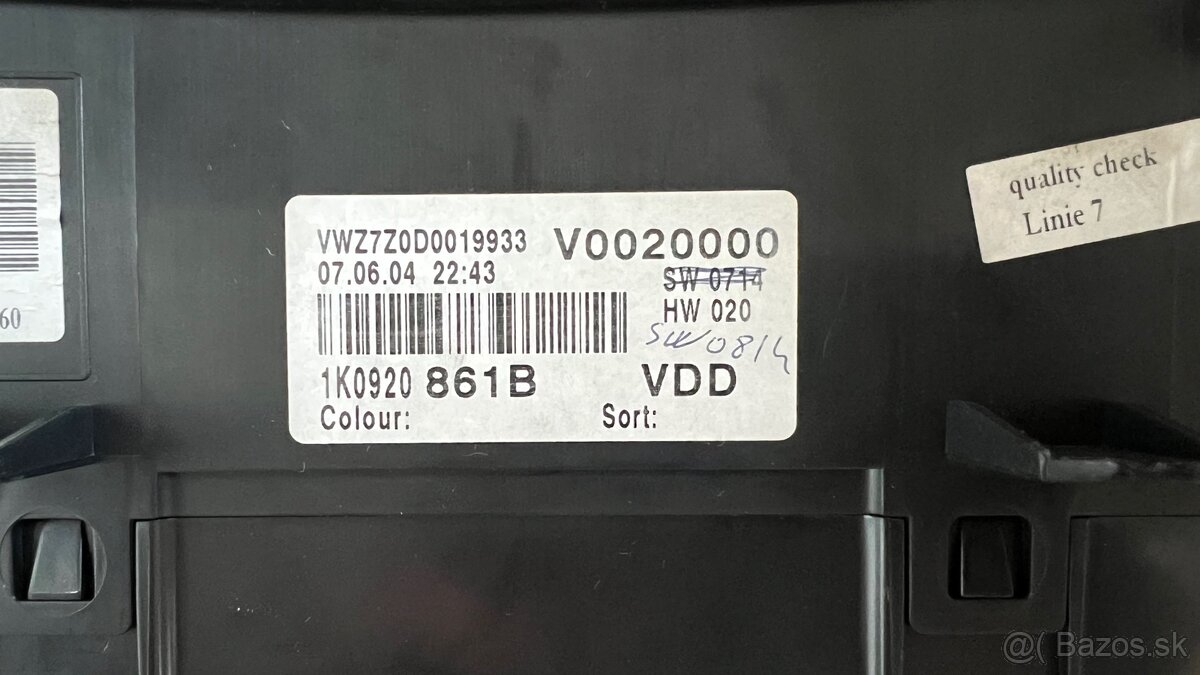 60
VWZ7Z0D0019933 V0020000
07.06.04 22:43 SW 0714
HW 020
SW 0814
1K0920 861B VDD
Colour: Sort:
quality check
Linie 7
@( Bazos.sk